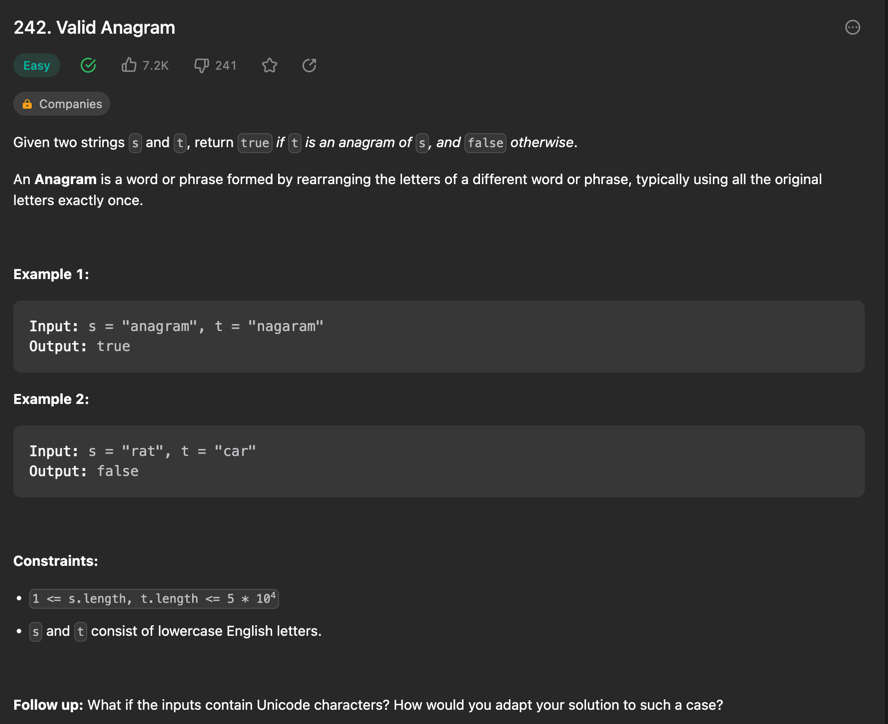 242. Valid Anagram
Easy 7.2K 241
Companies
Given two strings s and t, return true if t is an anagram of s, and false otherwise.
An Anagram is a word or phrase formed by rearranging the letters of a different word or phrase, typically using all the original
letters exactly once.
Example 1:
Input: s = "anagram", t = "nagaram"
Output: true
Example 2:
Input: s = "rat", t = "car"
Output: false
Constraints:
• 1 <= s.length, t.length <= 5 * 10⁴
• s and t consist of lowercase English letters.
Follow up: What if the inputs contain Unicode characters? How would you adapt your solution to such a case?